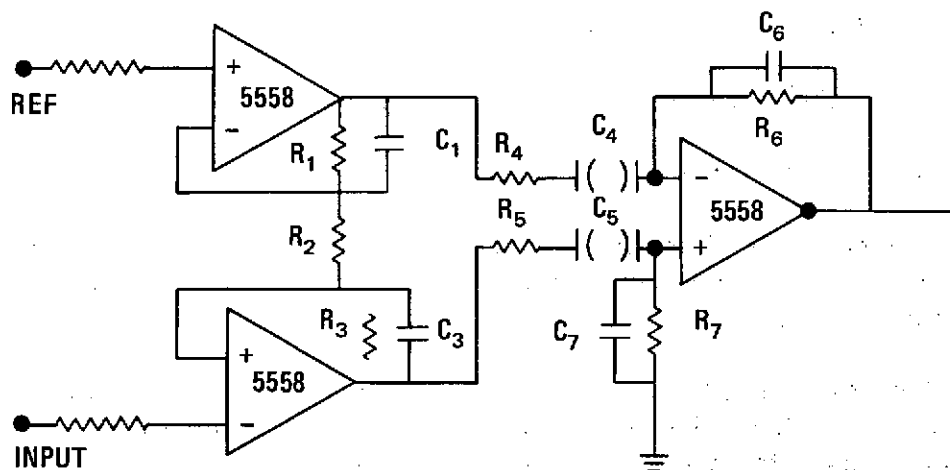 C6
+
REF
5558
-
R1
C1
R4
C4
R6
-
5558
+
R2
R5
C5
R3
C3
C7
R7
+
5558
-
INPUT